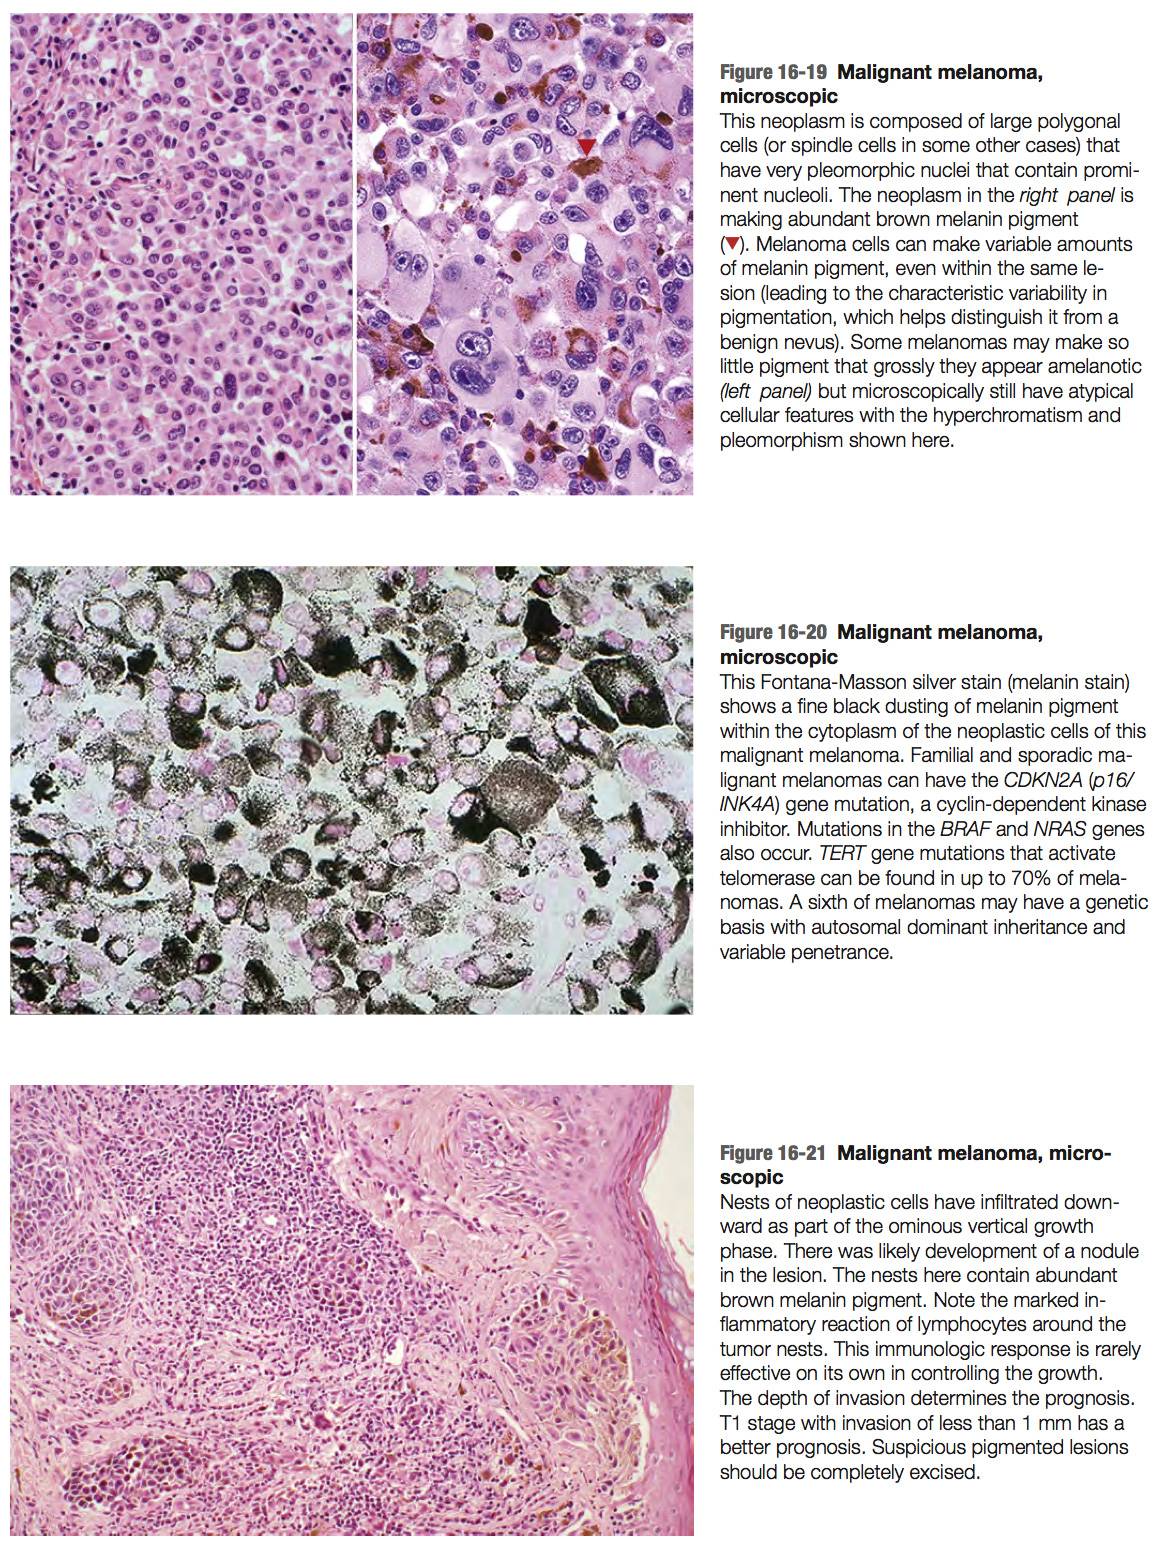 Figure 16-19 Malignant melanoma,
microscopic
This neoplasm is composed of large polygonal
cells (or spindle cells in some other cases) that
have very pleomorphic nuclei that contain promi-
nent nucleoli. The neoplasm in the right panel is
making abundant brown melanin pigment
(▼). Melanoma cells can make variable amounts
of melanin pigment, even within the same le-
sion (leading to the characteristic variability in
pigmentation, which helps distinguish it from a
benign nevus). Some melanomas may make so
little pigment that grossly they appear amelanotic
(left panel) but microscopically still have atypical
cellular features with the hyperchromatism and
pleomorphism shown here.
Figure 16-20 Malignant melanoma,
microscopic
This Fontana-Masson silver stain (melanin stain)
shows a fine black dusting of melanin pigment
within the cytoplasm of the neoplastic cells of this
malignant melanoma. Familial and sporadic ma-
lignant melanomas can have the CDKN2A (p16/
INK4A) gene mutation, a cyclin-dependent kinase
inhibitor. Mutations in the BRAF and NRAS genes
also occur. TERT gene mutations that activate
telomerase can be found in up to 70% of mela-
nomas. A sixth of melanomas may have a genetic
basis with autosomal dominant inheritance and
variable penetrance.
Figure 16-21 Malignant melanoma, micro-
scopic
Nests of neoplastic cells have infiltrated down-
ward as part of the ominous vertical growth
phase. There was likely development of a nodule
in the lesion. The nests here contain abundant
brown melanin pigment. Note the marked in-
flammatory reaction of lymphocytes around the
tumor nests. This immunologic response is rarely
effective on its own in controlling the growth.
The depth of invasion determines the prognosis.
T1 stage with invasion of less than 1 mm has a
better prognosis. Suspicious pigmented lesions
should be completely excised.